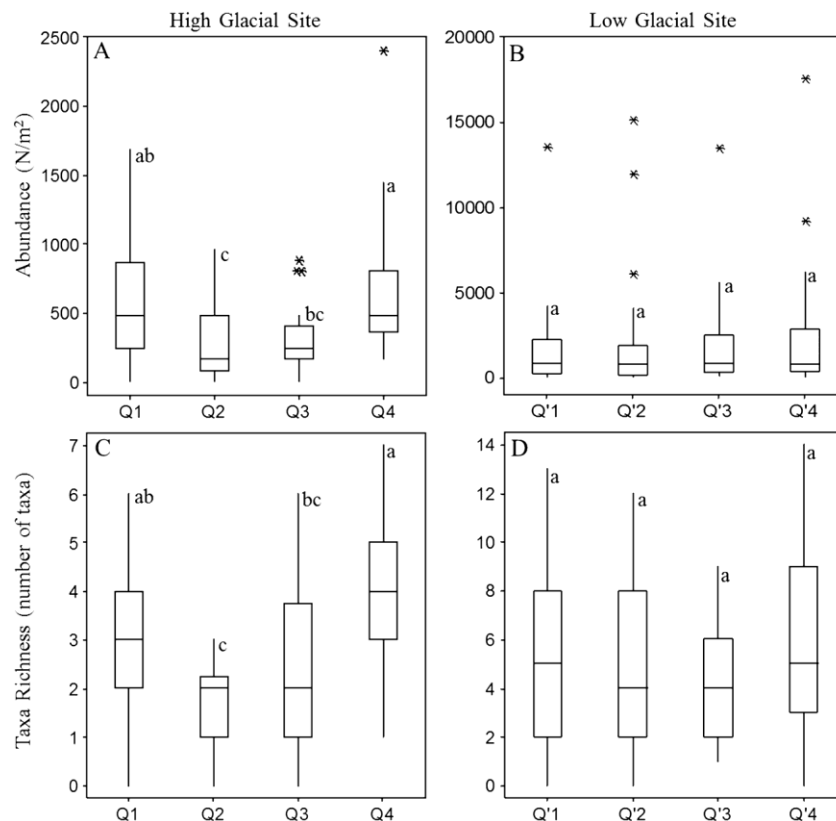 High Glacial Site
Low Glacial Site
Abundance (N/m²)
A
2500
2000
1500
1000
500
0
ab
c
bc
a
Q1 Q2 Q3 Q4
B
20000
15000
10000
5000
0
a
a
a
a
Q'1 Q'2 Q'3 Q'4
Taxa Richness (number of taxa)
C
7
6
5
4
3
2
1
0
ab
c
bc
a
Q1 Q2 Q3 Q4
D
14
12
10
8
6
4
2
0
a
a
a
a
Q'1 Q'2 Q'3 Q'4